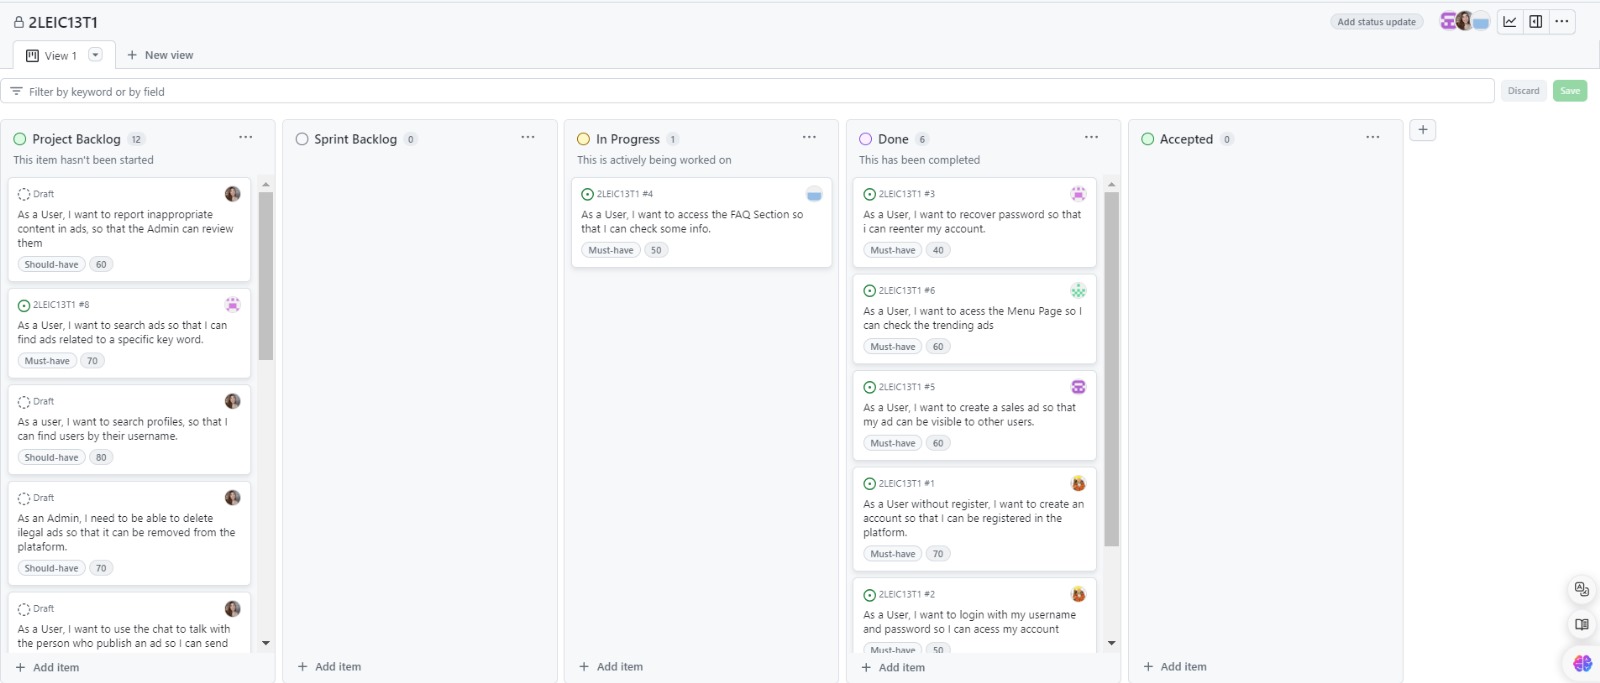 2LEIC13T1
Add status update
View 1
New view
Filter by keyword or by field
Discard
Save
Project Backlog 12
This item hasn't been started
Draft
As a User, I want to report inappropriate
content in ads, so that the Admin can review
them
Should-have 60
2LEIC13T1 #8
As a User, I want to search ads so that I can
find ads related to a specific key word.
Must-have 70
Draft
As a user, I want to search profiles, so that I
can find users by their username.
Should-have 80
Draft
As an Admin, I need to be able to delete
ilegal ads so that it can be removed from the
plataform.
Should-have 70
Draft
As a User, I want to use the chat to talk with
the person who publish an ad so I can send
Add item
Sprint Backlog 0
Add item
In Progress 1
This is actively being worked on
2LEIC13T1 #4
As a User, I want to access the FAQ Section so
that I can check some info.
Must-have 50
Add item
Done 6
This has been completed
2LEIC13T1 #3
As a User, I want to recover password so that
i can reenter my account.
Must-have 40
2LEIC13T1 #6
As a User, I want to acess the Menu Page so I
can check the trending ads
Must-have 60
2LEIC13T1 #5
As a User, I want to create a sales ad so that
my ad can be visible to other users.
Must-have 60
2LEIC13T1 #1
As a User without register, I want to create an
account so that I can be registered in the
platform.
Must-have 70
2LEIC13T1 #2
As a User, I want to login with my username
and password so I can acess my account
Must-have 50
Add item
Accepted 0
Add item